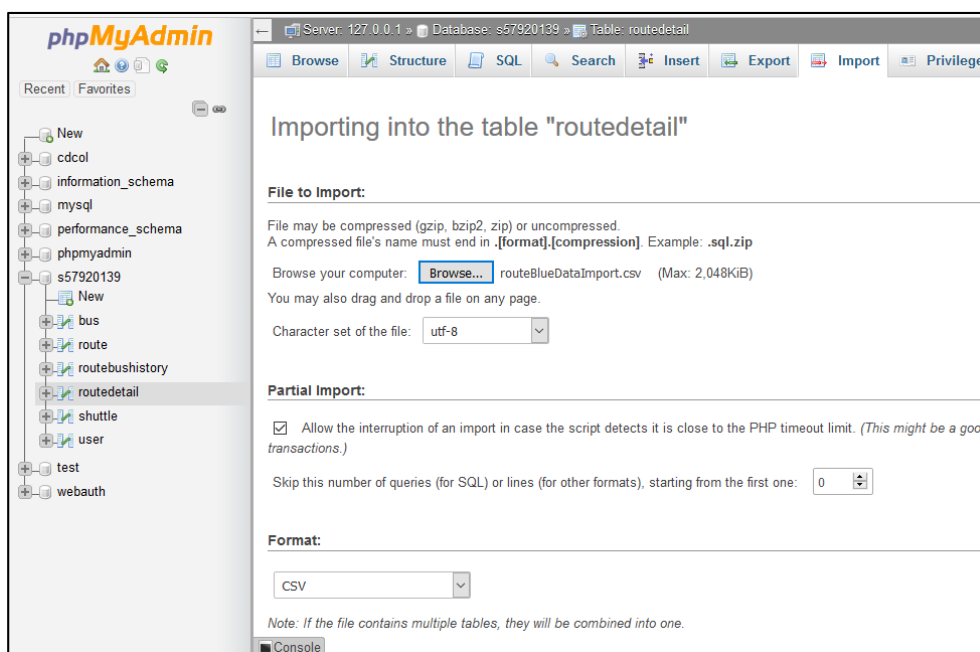 phpMyAdmin
Recent Favorites
New
cdcol
information_schema
mysql
performance_schema
phpmyadmin
s57920139
New
bus
route
routebushistory
routedetail
shuttle
user
test
webauth
Server: 127.0.0.1 » Database: s57920139 » Table: routedetail
Browse Structure SQL Search Insert Export Import Privilege
Importing into the table "routedetail"
File to Import:
File may be compressed (gzip, bzip2, zip) or uncompressed.
A compressed file's name must end in .[format].[compression]. Example: .sql.zip
Browse your computer: Browse... routeBlueDataImport.csv (Max: 2,048KiB)
You may also drag and drop a file on any page.
Character set of the file: utf-8
Partial Import:
Allow the interruption of an import in case the script detects it is close to the PHP timeout limit. (This might be a goo
transactions.)
Skip this number of queries (for SQL) or lines (for other formats), starting from the first one: 0
Format:
CSV
Note: If the file contains multiple tables, they will be combined into one.
Console